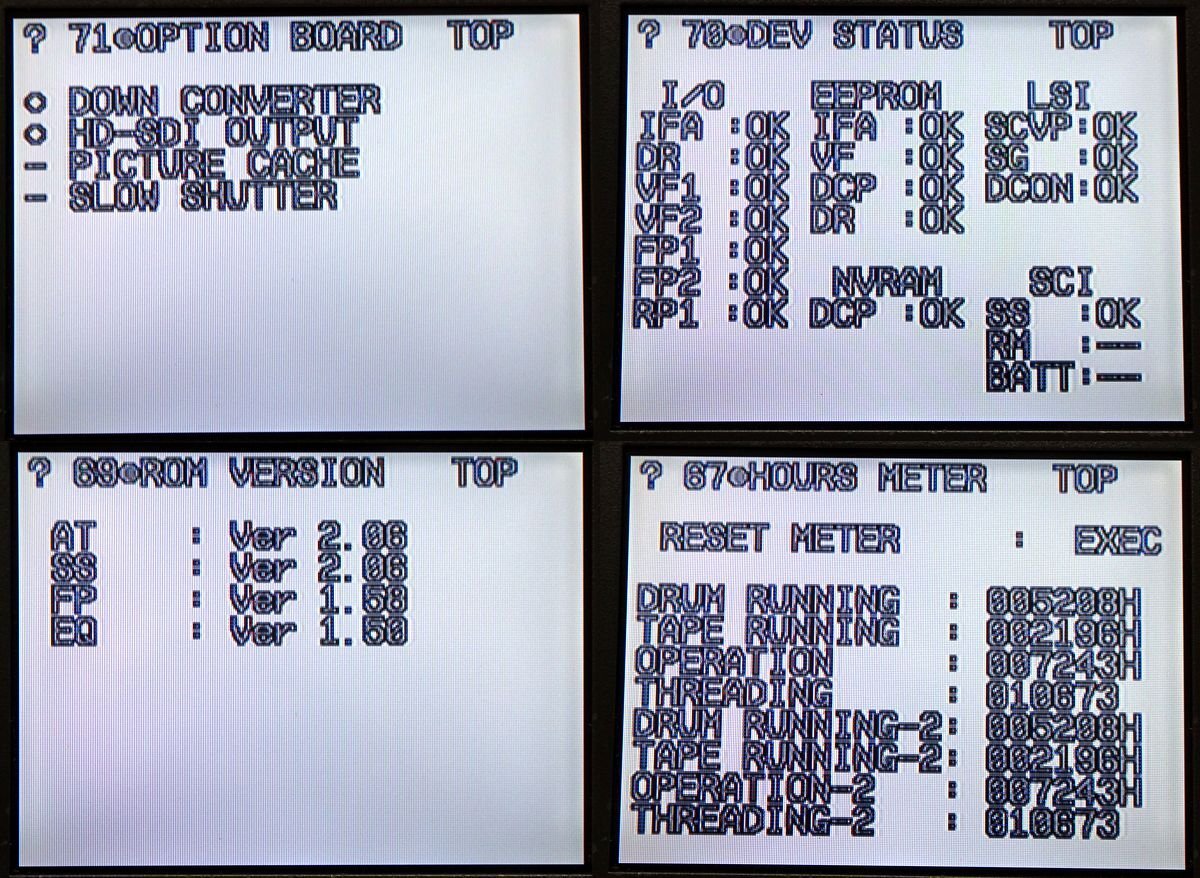 ? 71●OPTION BOARD TOP
○ DOWN CONVERTER
○ HD-SDI OUTPUT
- PICTURE CACHE
- SLOW SHUTTER
? 70●DEV STATUS TOP
I/O EEPROM LSI
IFA :OK IFA :OK SCVP:OK
DR :OK VF :OK SG :OK
VF1 :OK DCP :OK DCON:OK
VF2 :OK DR :OK
FP1 :OK
FP2 :OK NVRAM SCI
RP1 :OK DCP :OK SS :OK
RM :--
BATT:--
? 69●ROM VERSION TOP
AT : Ver 2.06
SS : Ver 2.06
FP : Ver 1.58
EQ : Ver 1.50
? 67●HOURS METER TOP
RESET METER : EXEC
DRUM RUNNING : 005208H
TAPE RUNNING : 002186H
OPERATION : 007243H
THREADING : 010673
DRUM RUNNING-2: 005208H
TAPE RUNNING-2: 002186H
OPERATION-2 : 007243H
THREADING-2 : 010673